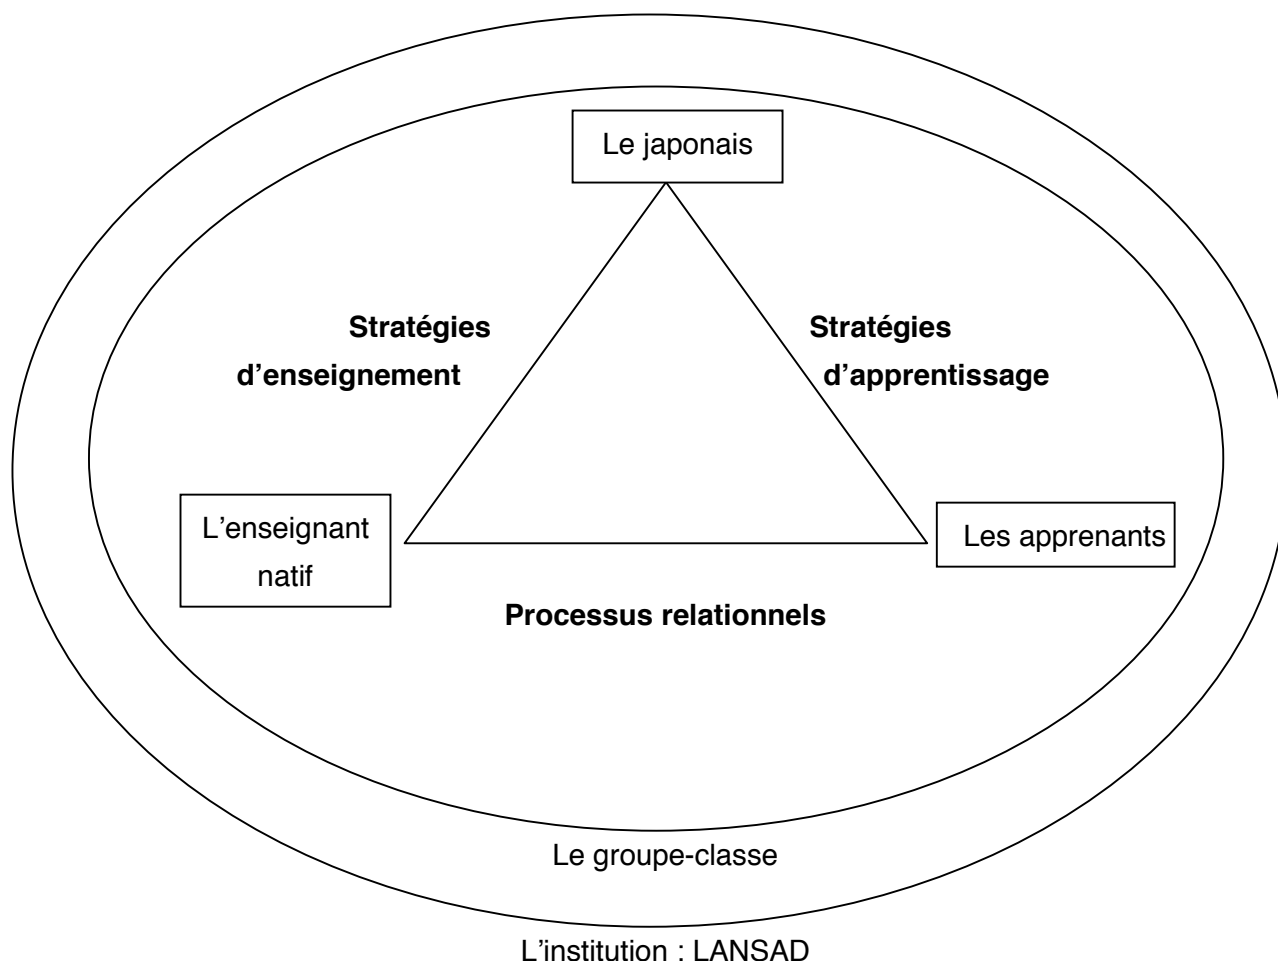 Le japonais
Stratégies
d'enseignement
Stratégies
d'apprentissage
L'enseignant
natif
Les apprenants
Processus relationnels
Le groupe-classe
L'institution : LANSAD